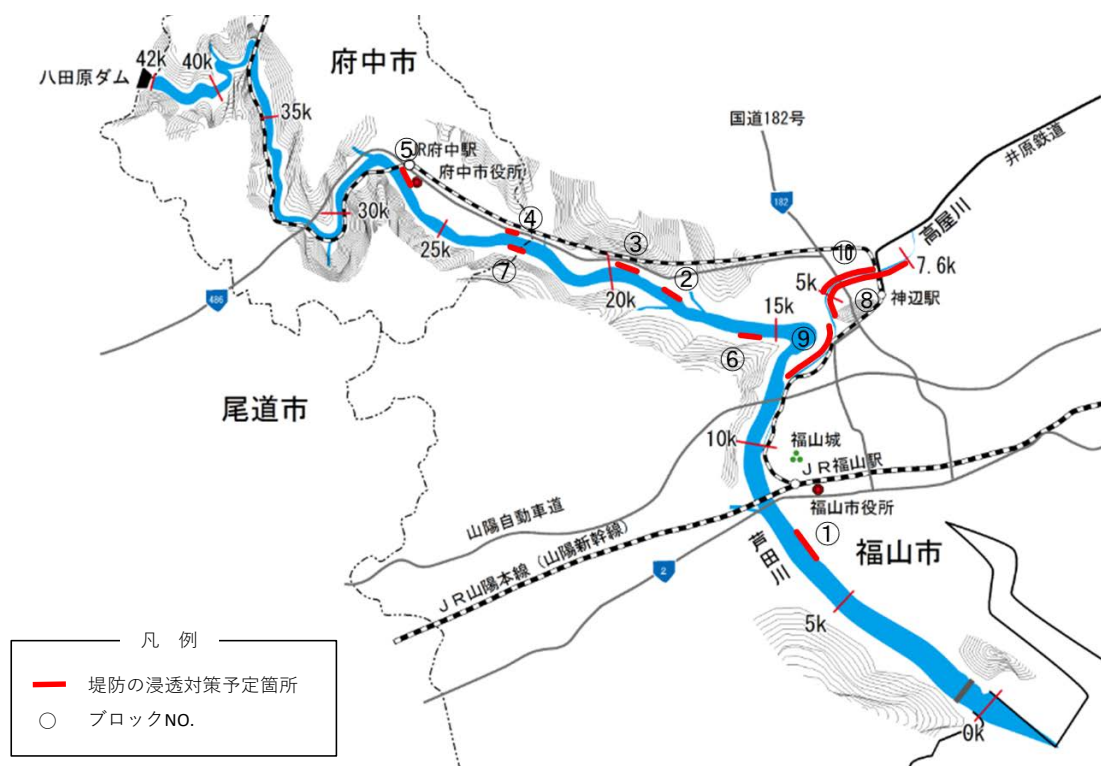 42k
40k
八田原ダム
府中市
35k
国道182号
井原鉄道
⑤
JR府中駅
府中市役所
182
高屋川
30k
④
25k
③
⑩
7.6k
⑦
②
5k
486
20k
15k
⑧
神辺駅
⑥
⑨
尾道市
10k
福山城
JR福山駅
山陽自動車道
福山市役所
①
JR山陽本線（山陽新幹線）
2
芦田川
福山市
5k
0k
凡 例
堤防の浸透対策予定箇所
○ ブロックNO.